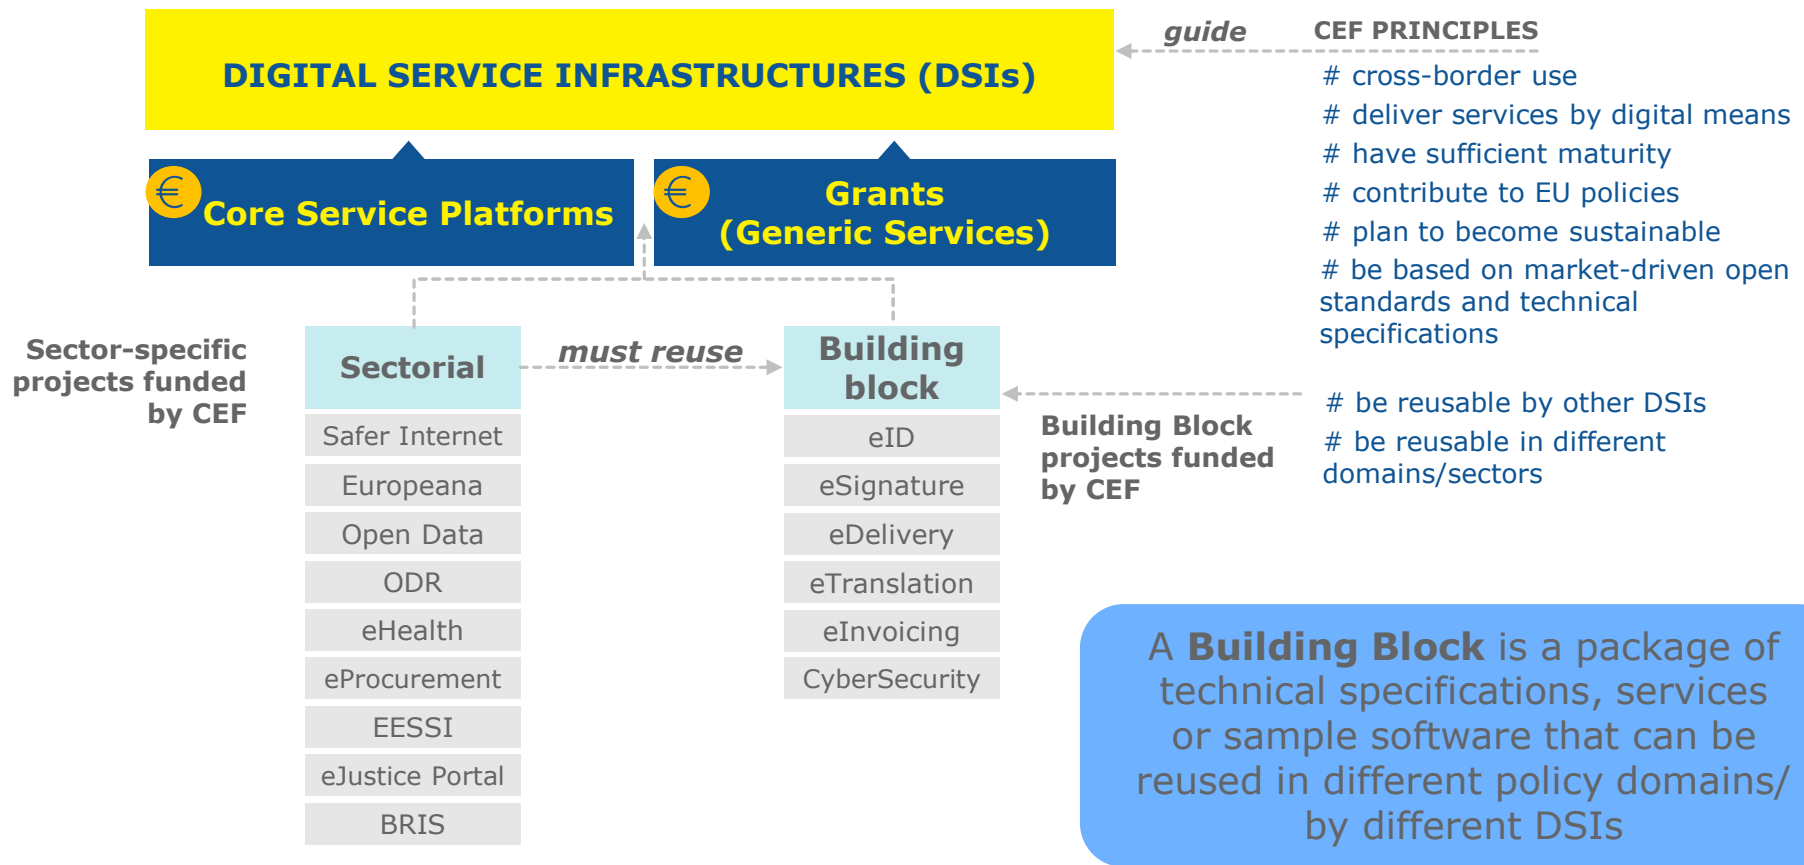 DIGITAL SERVICE INFRASTRUCTURES (DSIs)
guide
CEF PRINCIPLES
# cross-border use
# deliver services by digital means
# have sufficient maturity
# contribute to EU policies
# plan to become sustainable
# be based on market-driven open
standards and technical
specifications
€
Core Service Platforms
€
Grants
(Generic Services)
Sector-specific
projects funded
by CEF
Sectorial
must reuse
Building
block
Safer Internet
Europeana
Open Data
ODR
eHealth
eProcurement
EESSI
eJustice Portal
BRIS
eID
eSignature
eDelivery
eTranslation
eInvoicing
CyberSecurity
Building Block
projects funded
by CEF
# be reusable by other DSIs
# be reusable in different
domains/sectors
A Building Block is a package of
technical specifications, services
or sample software that can be
reused in different policy domains/
by different DSIs